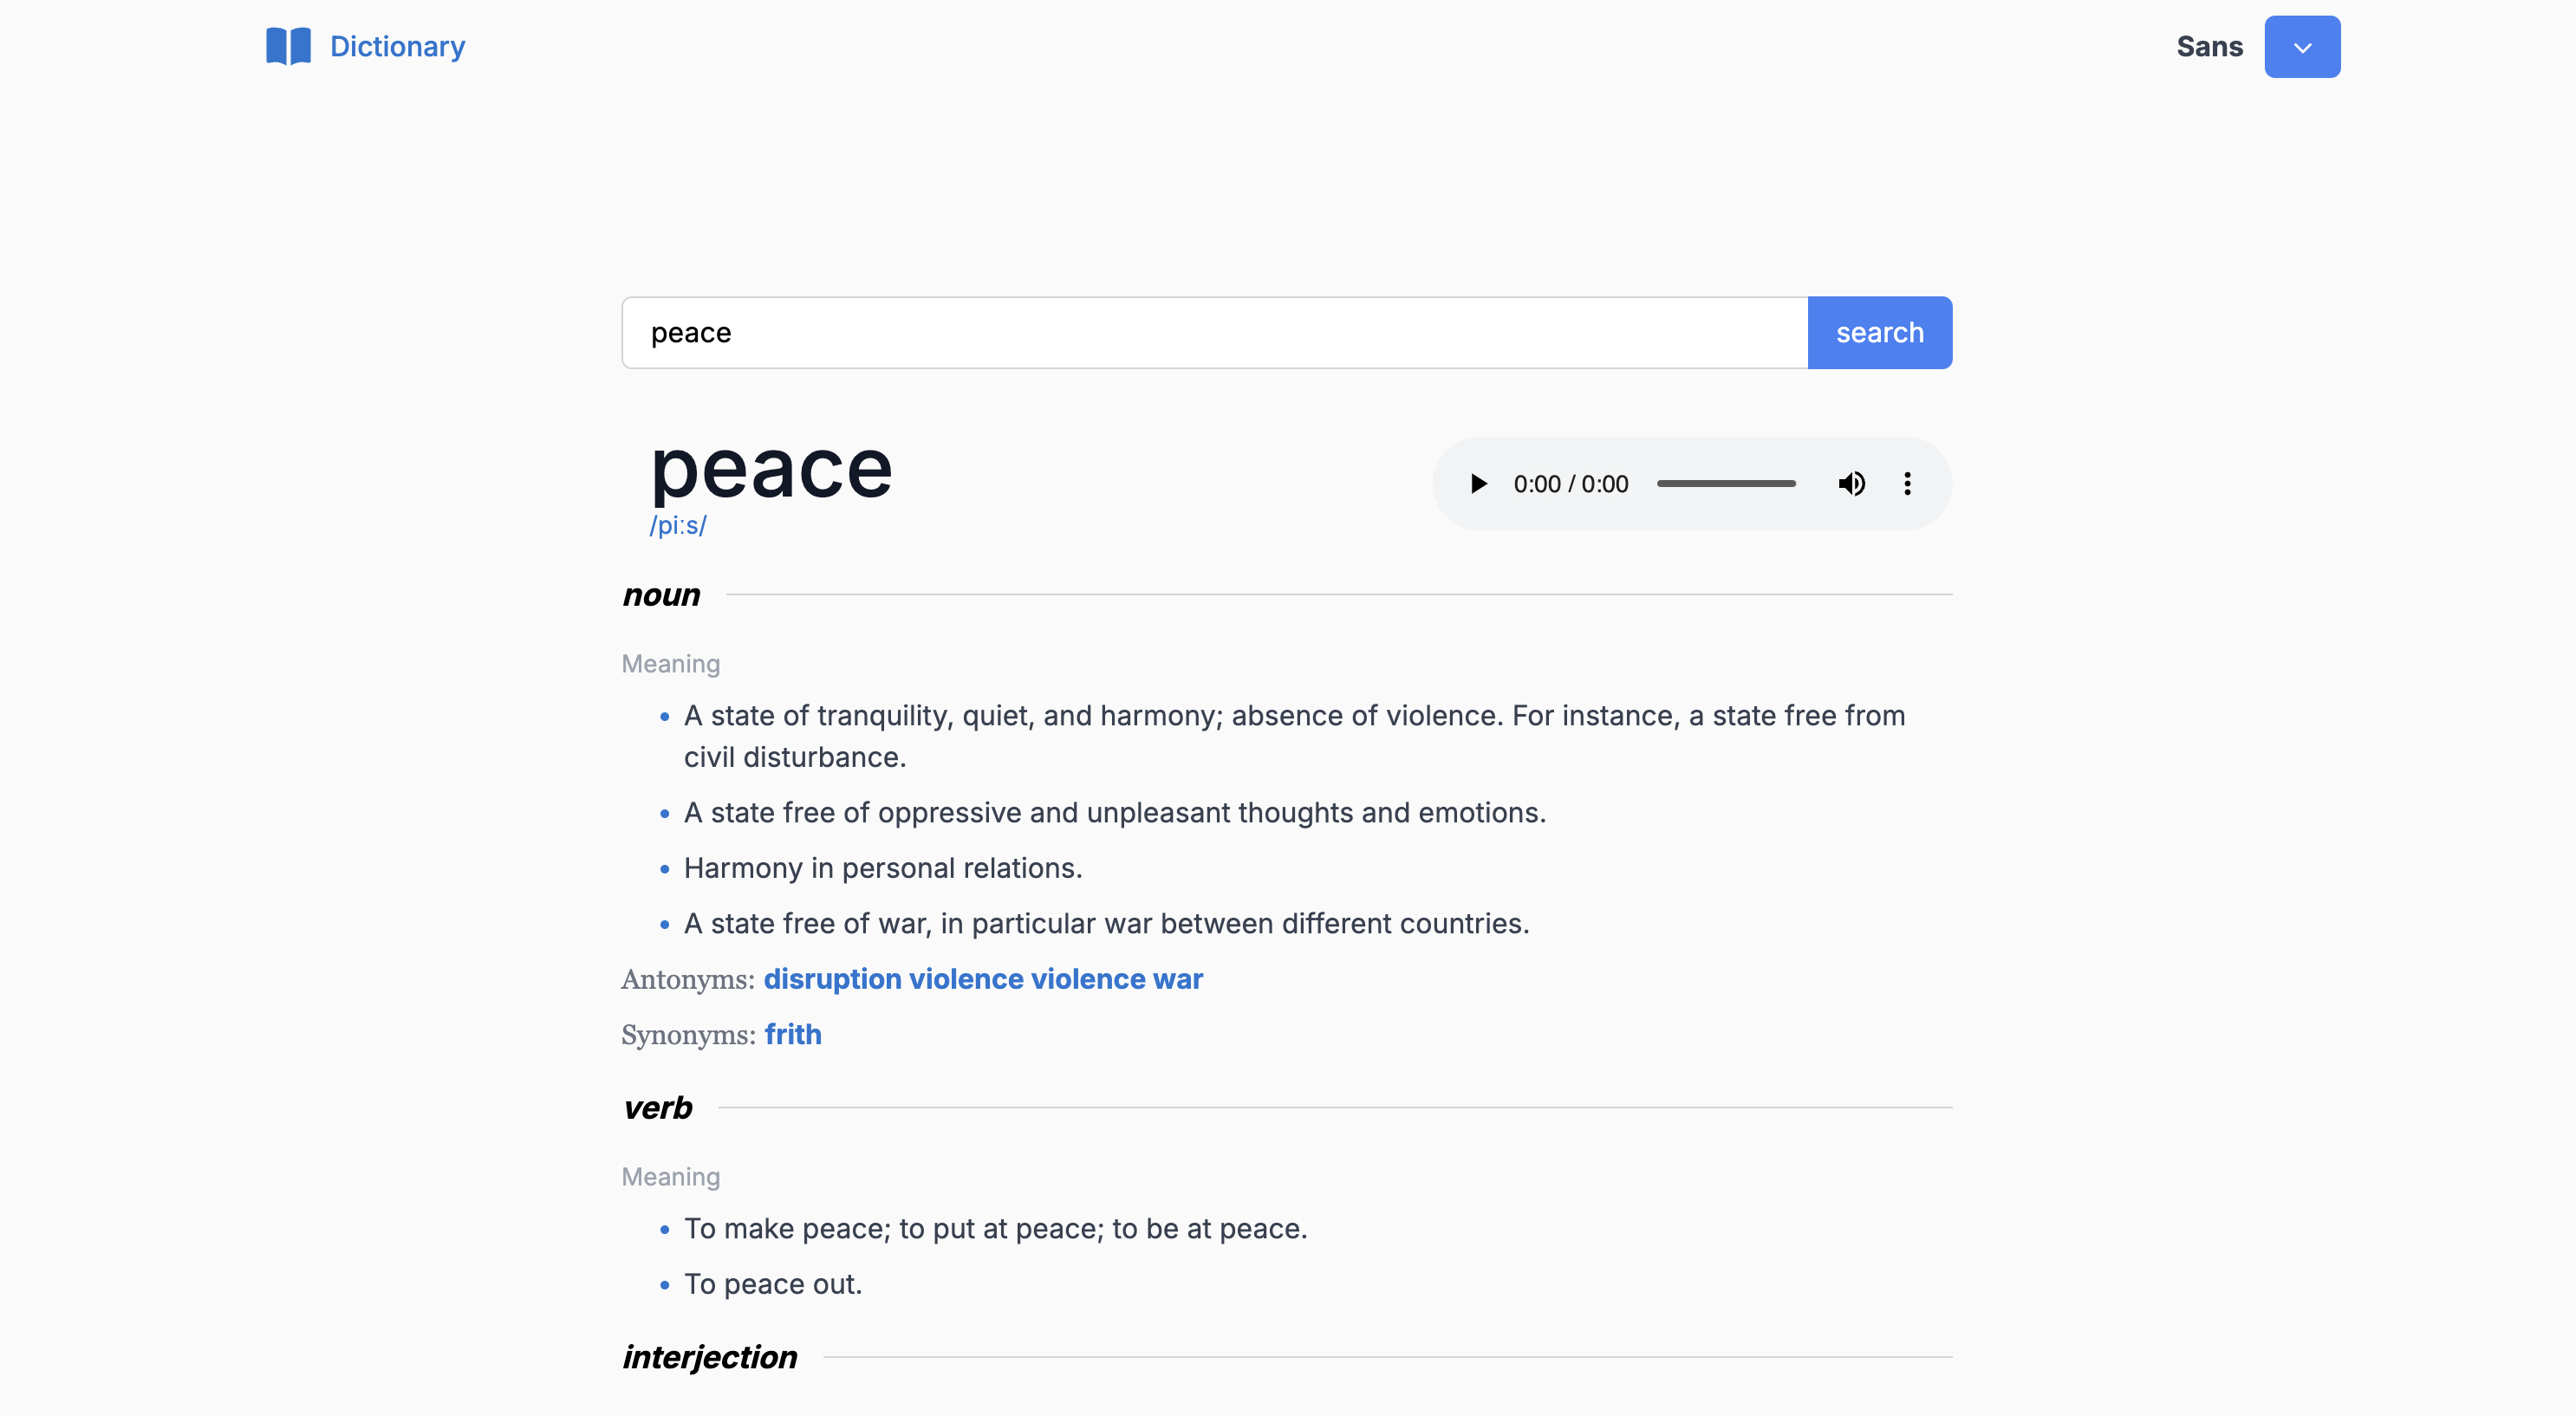 Dictionary
Sans
peace
search
peace
/piːs/
0:00 / 0:00
noun
Meaning
A state of tranquility, quiet, and harmony; absence of violence. For instance, a state free from
civil disturbance.
A state free of oppressive and unpleasant thoughts and emotions.
Harmony in personal relations.
A state free of war, in particular war between different countries.
Antonyms: disruption violence violence war
Synonyms: frith
verb
Meaning
To make peace; to put at peace; to be at peace.
To peace out.
interjection